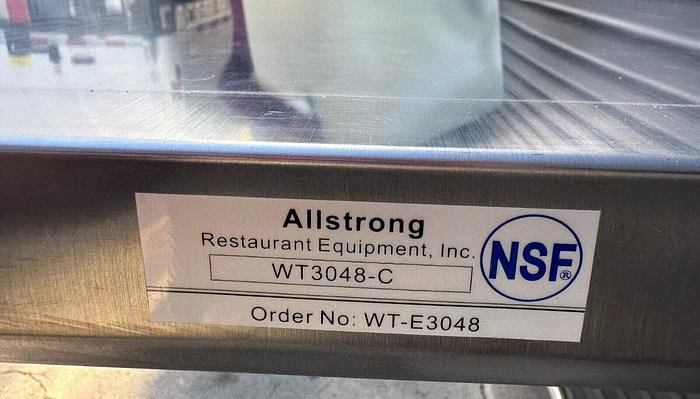 Allstrong
Restaurant Equipment, Inc.
WT3048-C
NSF®
Order No: WT-E3048